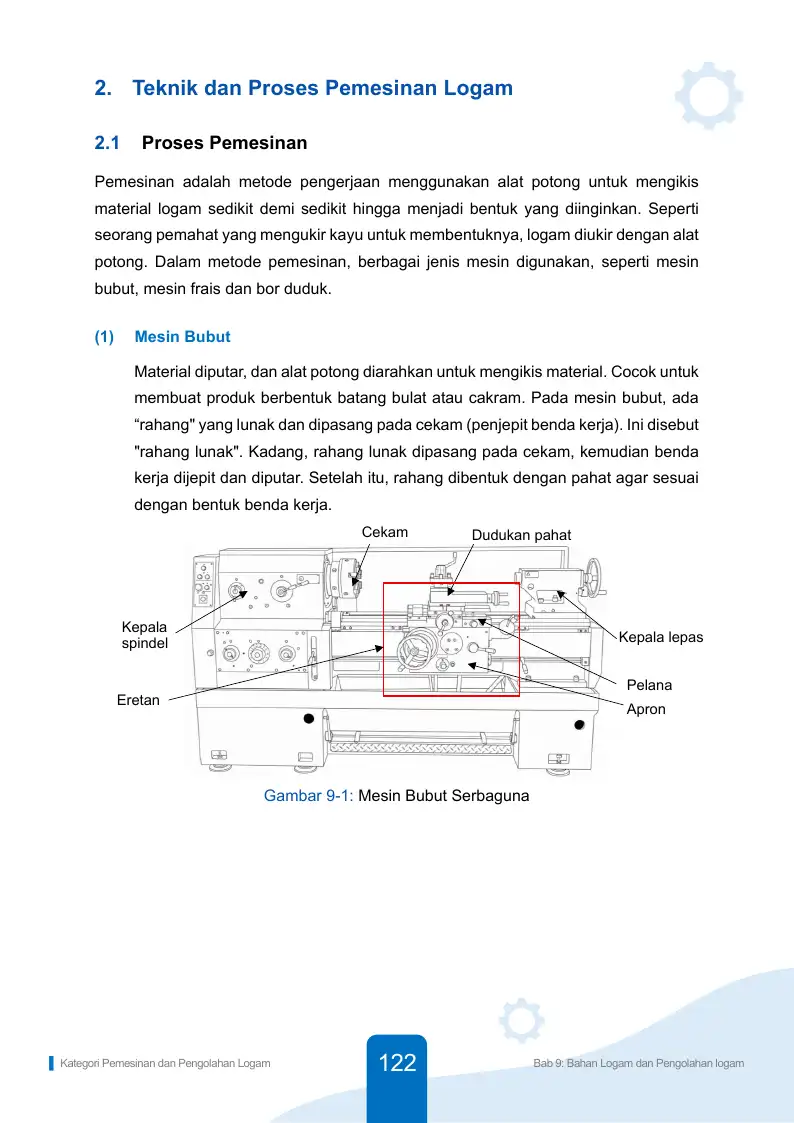 2. Teknik dan Proses Pemesinan Logam
2.1 Proses Pemesinan
Pemesinan adalah metode pengerjaan menggunakan alat potong untuk mengikis
material logam sedikit demi sedikit hingga menjadi bentuk yang diinginkan. Seperti
seorang pemahat yang mengukir kayu untuk membentuknya, logam diukir dengan alat
potong. Dalam metode pemesinan, berbagai jenis mesin digunakan, seperti mesin
bubut, mesin frais dan bor duduk.
(1) Mesin Bubut
Material diputar, dan alat potong diarahkan untuk mengikis material. Cocok untuk
membuat produk berbentuk batang bulat atau cakram. Pada mesin bubut, ada
“rahang" yang lunak dan dipasang pada cekam (penjepit benda kerja). Ini disebut
"rahang lunak". Kadang, rahang lunak dipasang pada cekam, kemudian benda
kerja dijepit dan diputar. Setelah itu, rahang dibentuk dengan pahat agar sesuai
dengan bentuk benda kerja.
Cekam
Dudukan pahat
Kepala
spindel
Kepala lepas
Eretan
Pelana
Apron
Gambar 9-1: Mesin Bubut Serbaguna
Kategori Pemesinan dan Pengolahan Logam
122
Bab 9: Bahan Logam dan Pengolahan logam